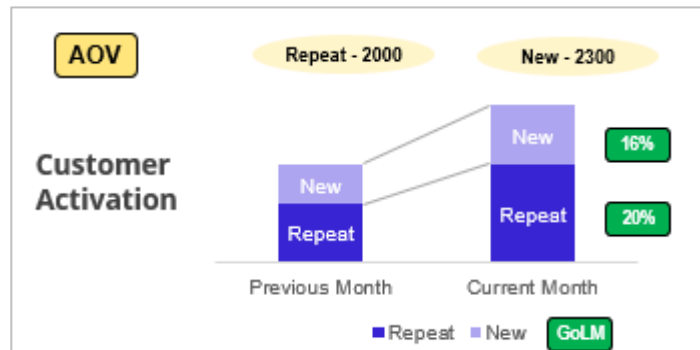 AOV
Repeat - 2000
New - 2300
Customer
Activation
New
Repeat
New
Repeat
16%
20%
Previous Month
Current Month
Repeat
New
GoLM